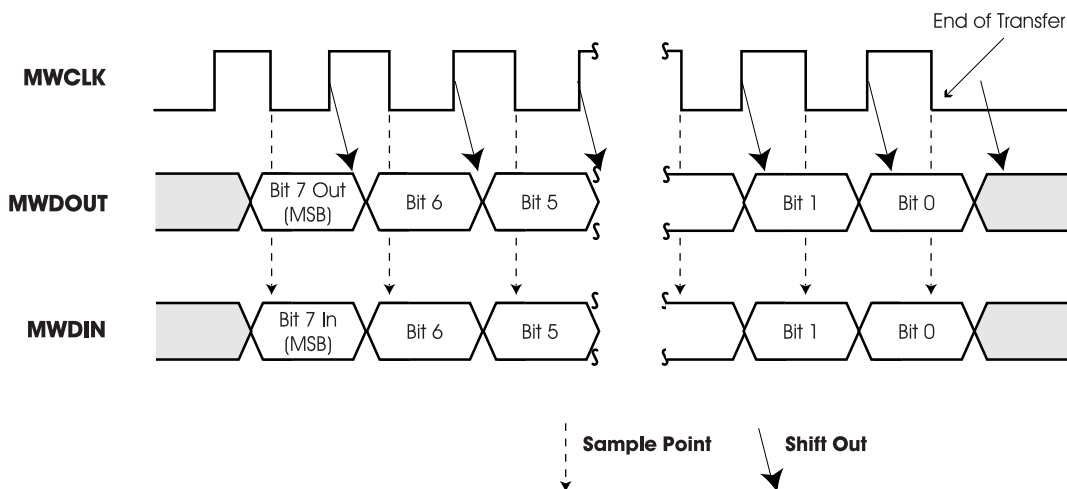 End of Transfer
MWCLK
MWDOUT
Bit 7 Out
(MSB)
Bit 6
Bit 5
Bit 1
Bit 0
MWDIN
Bit 7 In
(MSB)
Bit 6
Bit 5
Bit 1
Bit 0
Sample Point
Shift Out